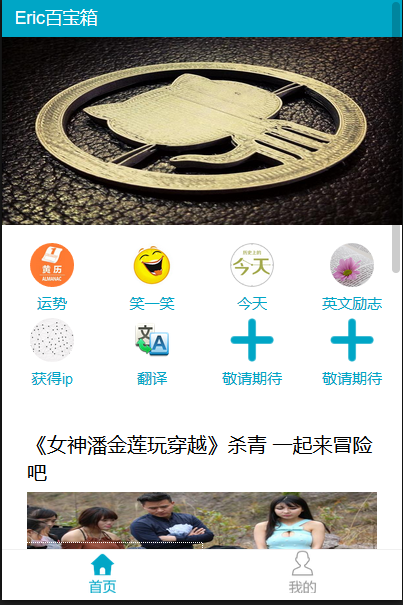 Eric百宝箱
黄历
ALMANAC
历史上的
今天
文
A
运势
笑一笑
今天
英文励志
获得ip
翻译
敬请期待
敬请期待
《女神潘金莲玩穿越》杀青 一起来冒险
吧
首页
我的